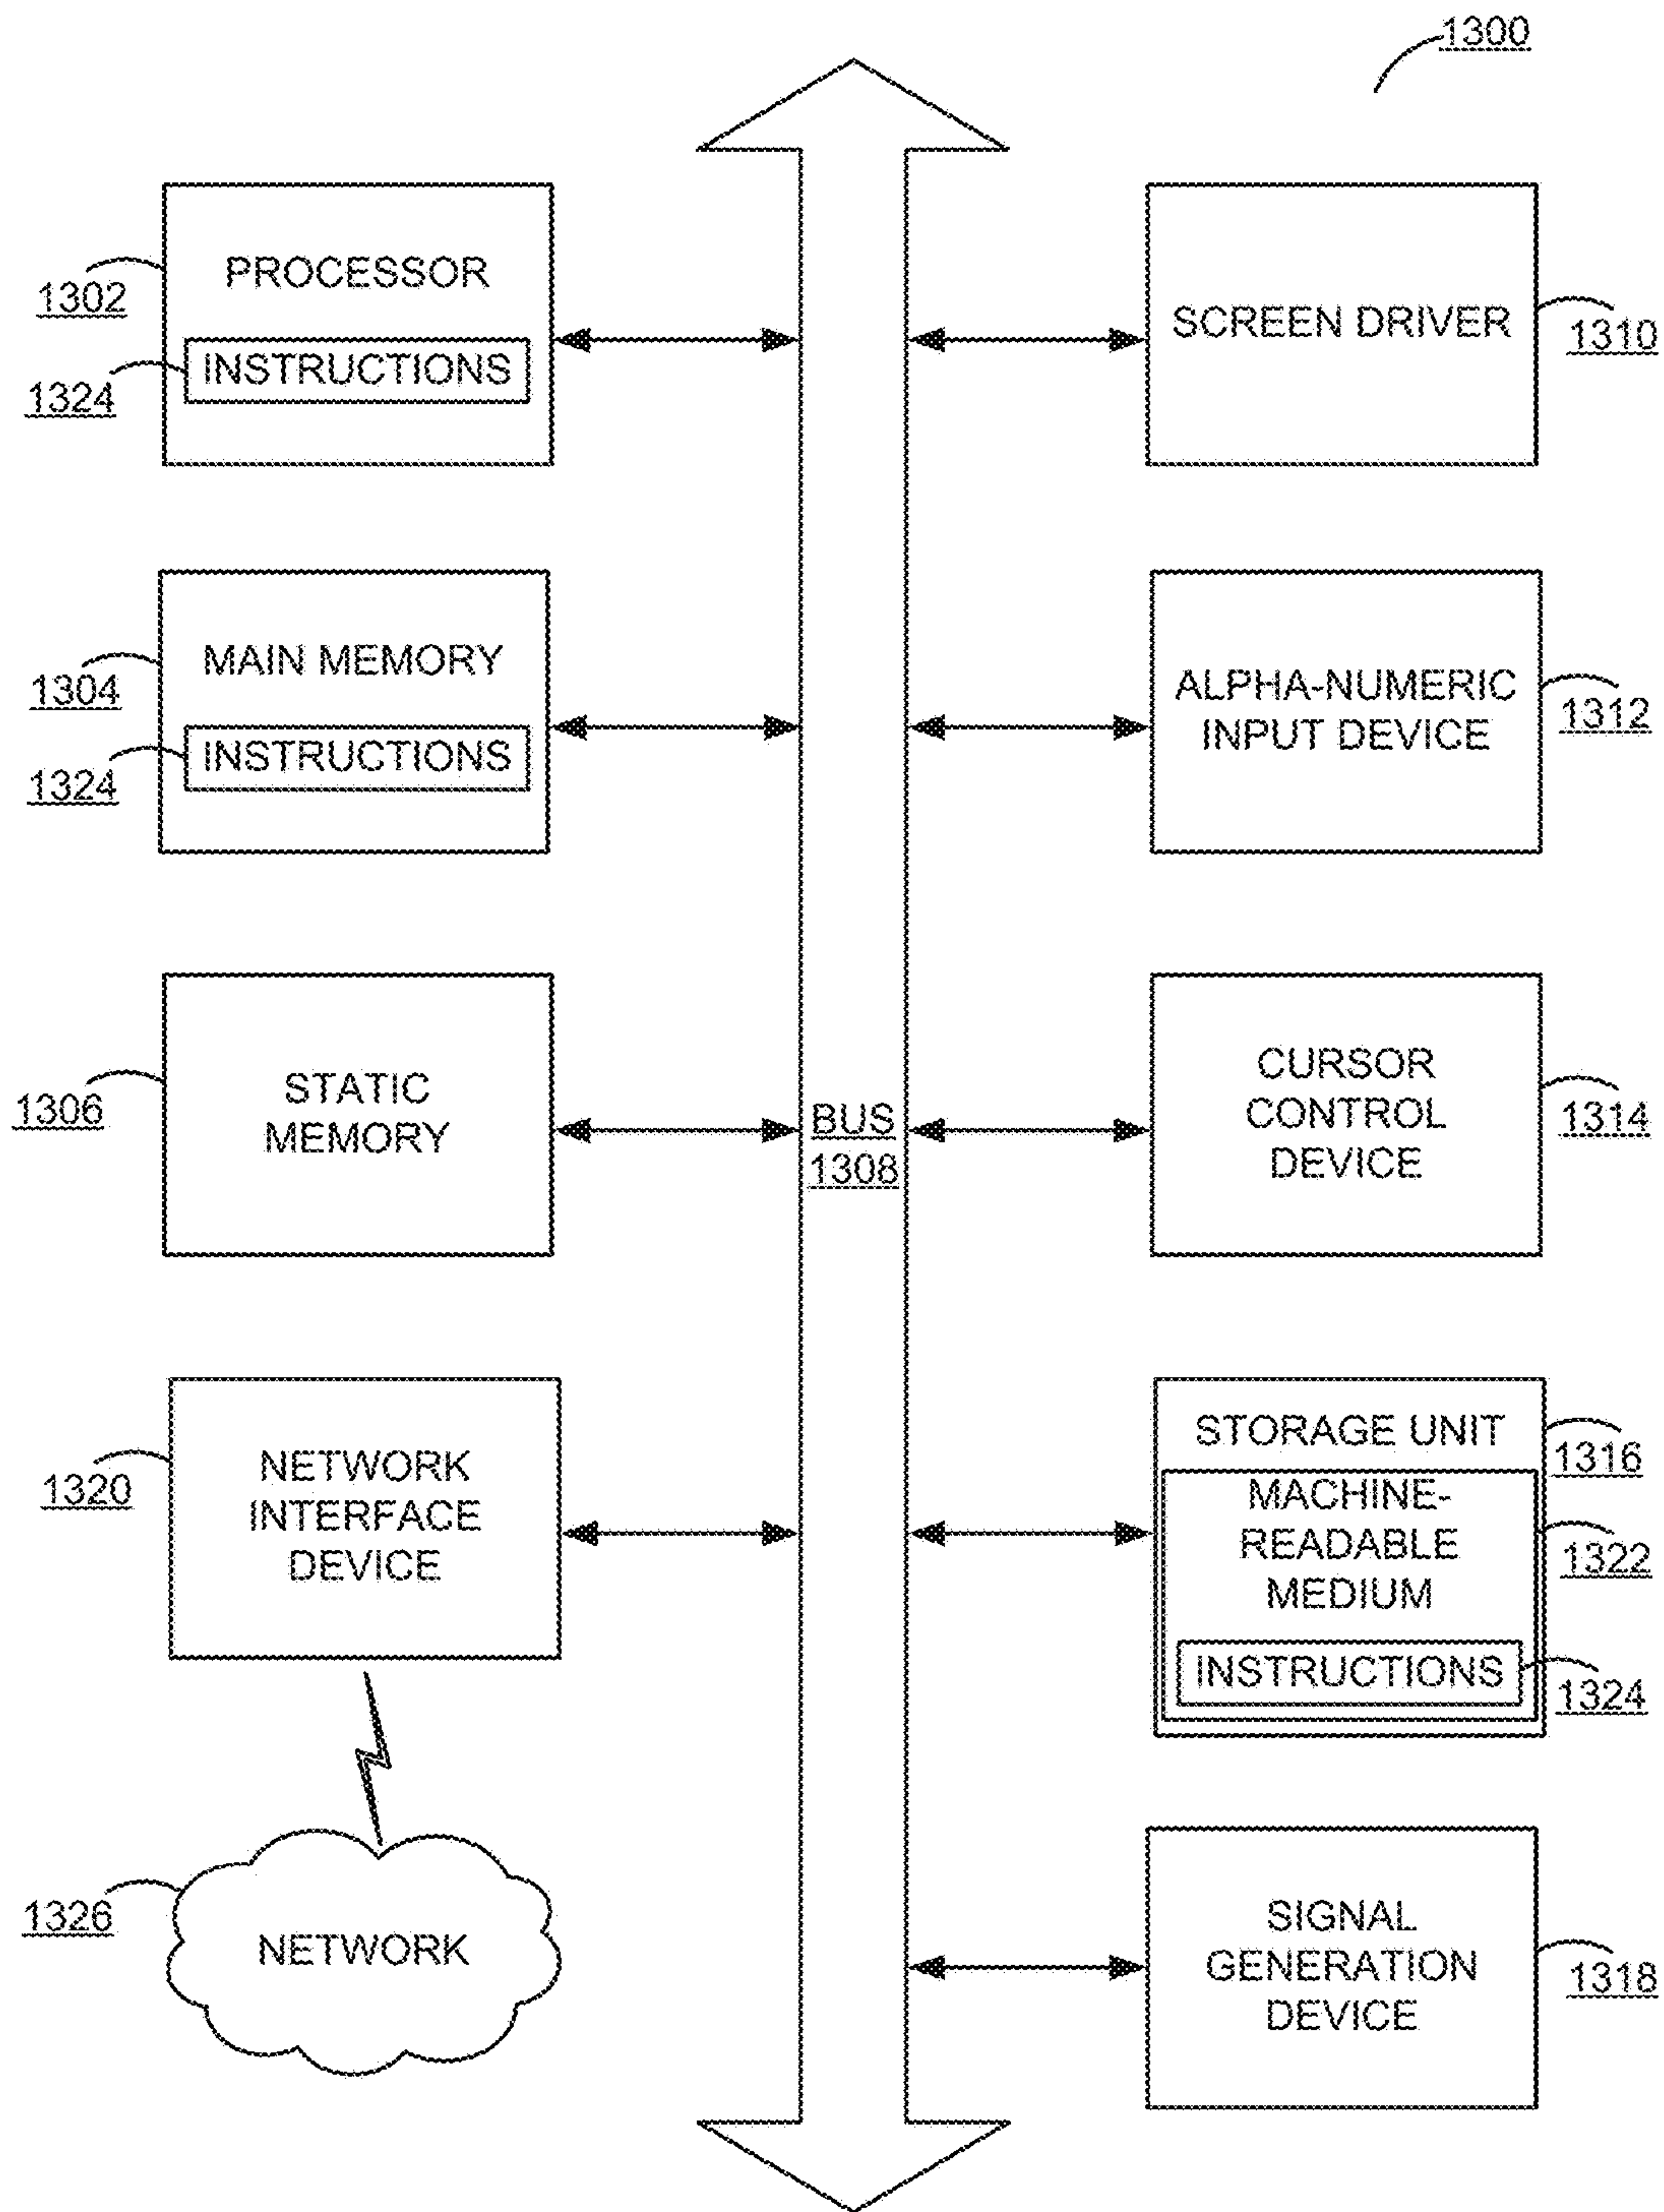 1300
PROCESSOR
1302
INSTRUCTIONS
1324
SCREEN DRIVER
1310
MAIN MEMORY
1304
INSTRUCTIONS
1324
ALPHA-NUMERIC
INPUT DEVICE
1312
STATIC
MEMORY
1306
BUS
1308
CURSOR
CONTROL
DEVICE
1314
NETWORK
INTERFACE
DEVICE
1320
STORAGE UNIT
1316
MACHINE-
READABLE
MEDIUM
1322
INSTRUCTIONS
1324
NETWORK
1326
SIGNAL
GENERATION
DEVICE
1318